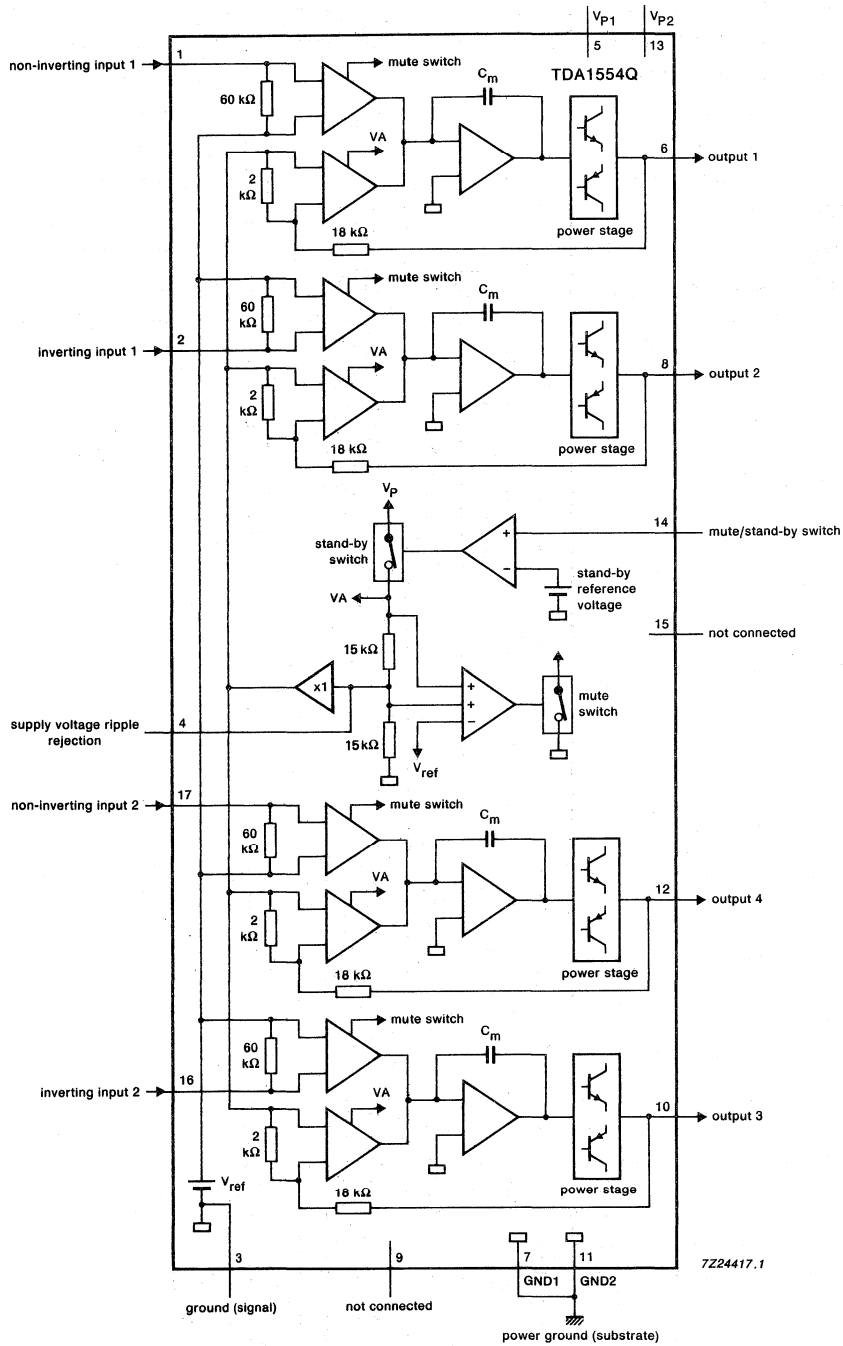 VP1
VP2
5
13
TDA1554Q
1
non-inverting input 1
mute switch
60 kΩ
Cm
VA
2
kΩ
6
output 1
power stage
18 kΩ
mute switch
60
kΩ
Cm
2
inverting input 1
VA
2
kΩ
8
output 2
power stage
18 kΩ
VP
stand-by
switch
+
−
14
mute/stand-by switch
stand-by
reference
voltage
VA
15
not connected
15 kΩ
x1
+
+
−
mute
switch
4
supply voltage ripple
rejection
15 kΩ
Vref
17
non-inverting input 2
mute switch
60
kΩ
Cm
VA
2
kΩ
12
output 4
power stage
18 kΩ
mute switch
60
kΩ
Cm
16
inverting input 2
VA
2
kΩ
10
output 3
power stage
Vref
18 kΩ
3
9
7
11
GND1
GND2
7Z24417.1
ground (signal)
not connected
power ground (substrate)